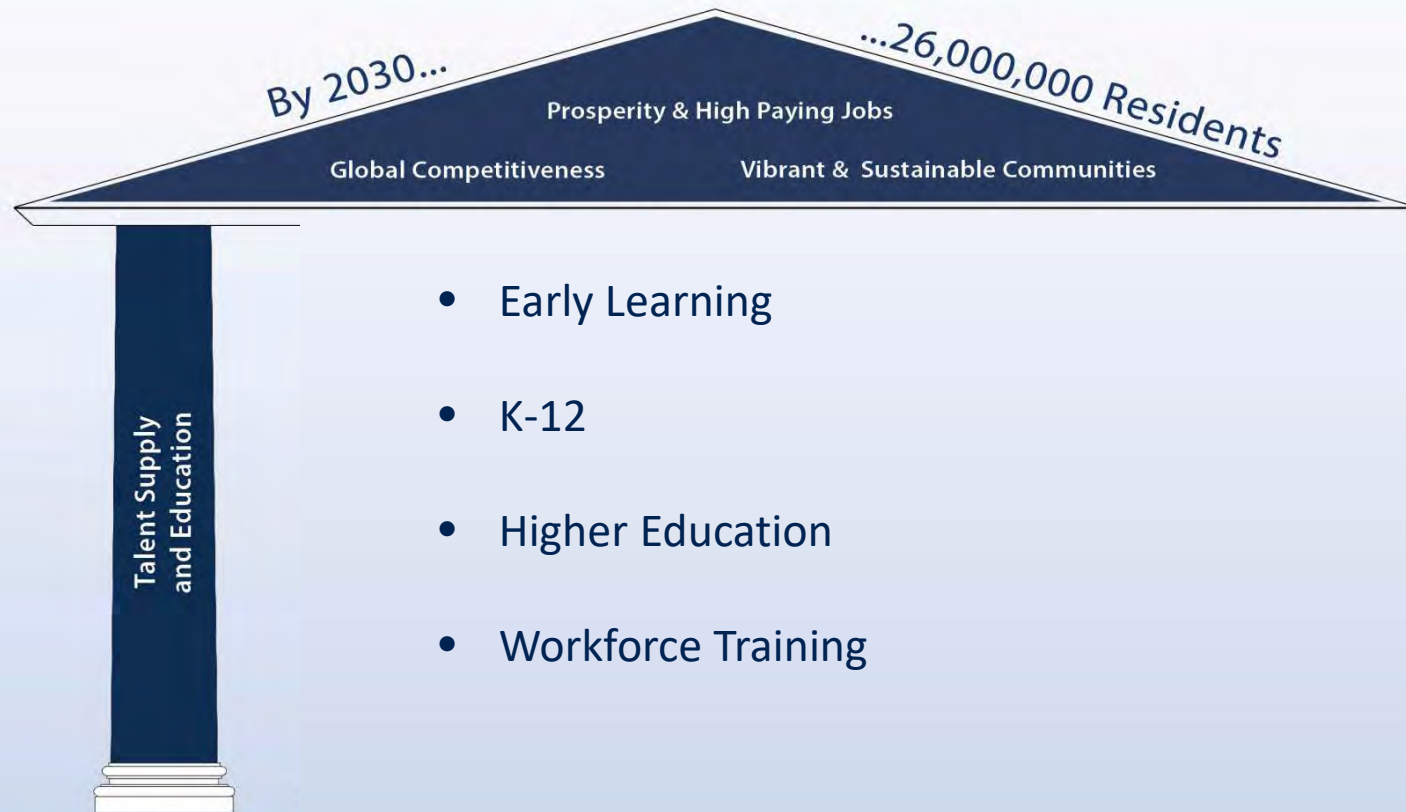 By 2030...
...26,000,000 Residents
Prosperity & High Paying Jobs
Global Competitiveness
Vibrant & Sustainable Communities
Talent Supply
and Education
• Early Learning
• K-12
• Higher Education
• Workforce Training